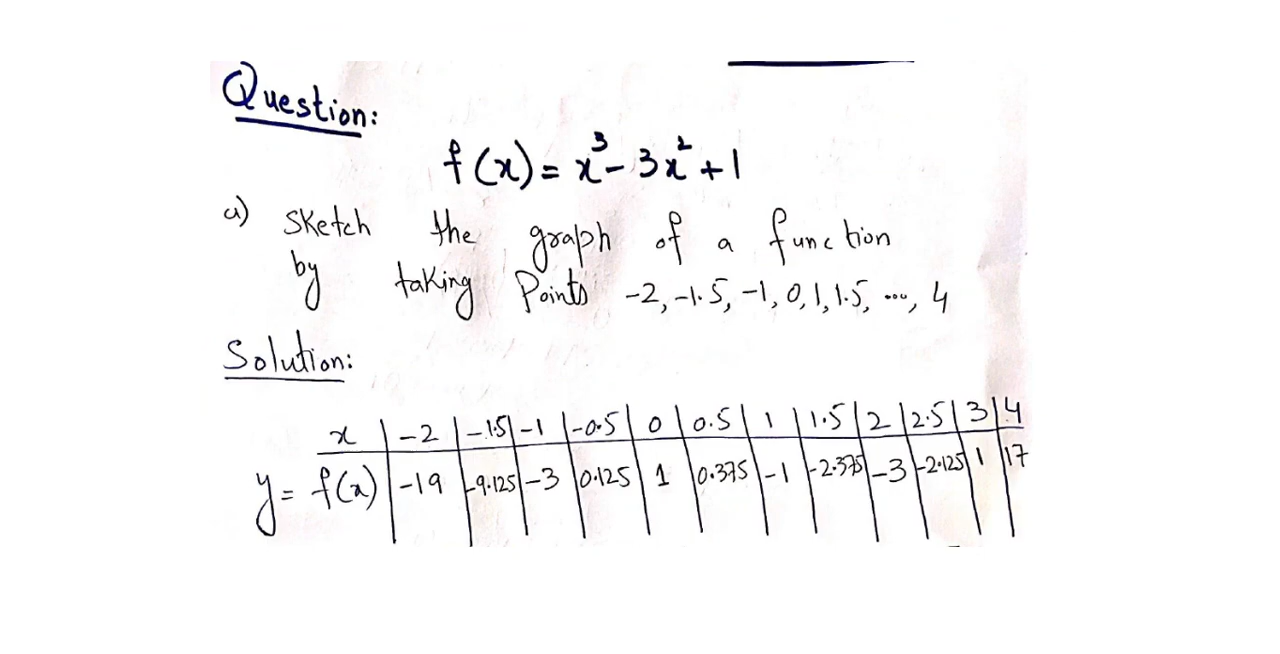 Question:
f(x) = x³ - 3x² + 1
a) Sketch the graph of a function
by taking Points -2, -1.5, -1, 0, 1, 1.5, ...., 4
Solution:
x | -2 | -1.5 | -1 | -0.5 | 0 | 0.5 | 1 | 1.5 | 2 | 2.5 | 3 | 4
y = f(x) | -19 | -9.125 | -3 | 0.125 | 1 | 0.375 | -1 | -2.375 | -3 | -2.125 | 1 | 17